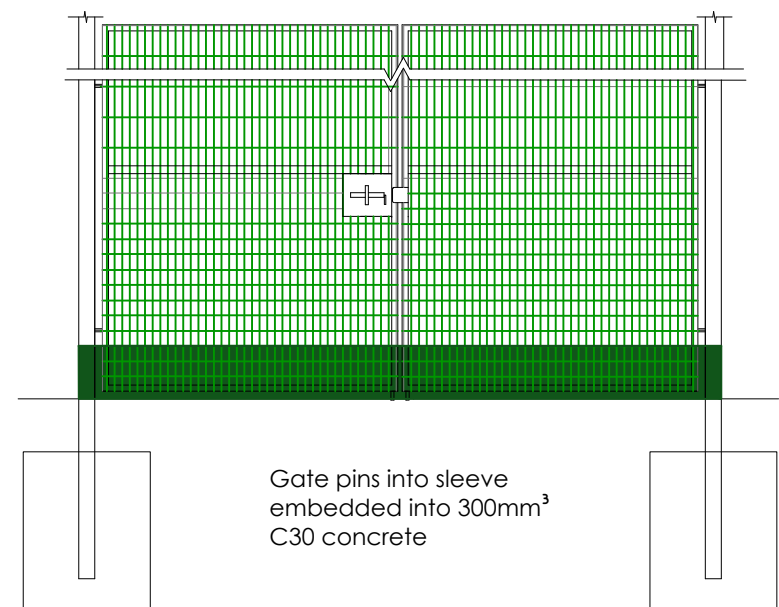 Gate pins into sleeve
embedded into 300mm³
C30 concrete